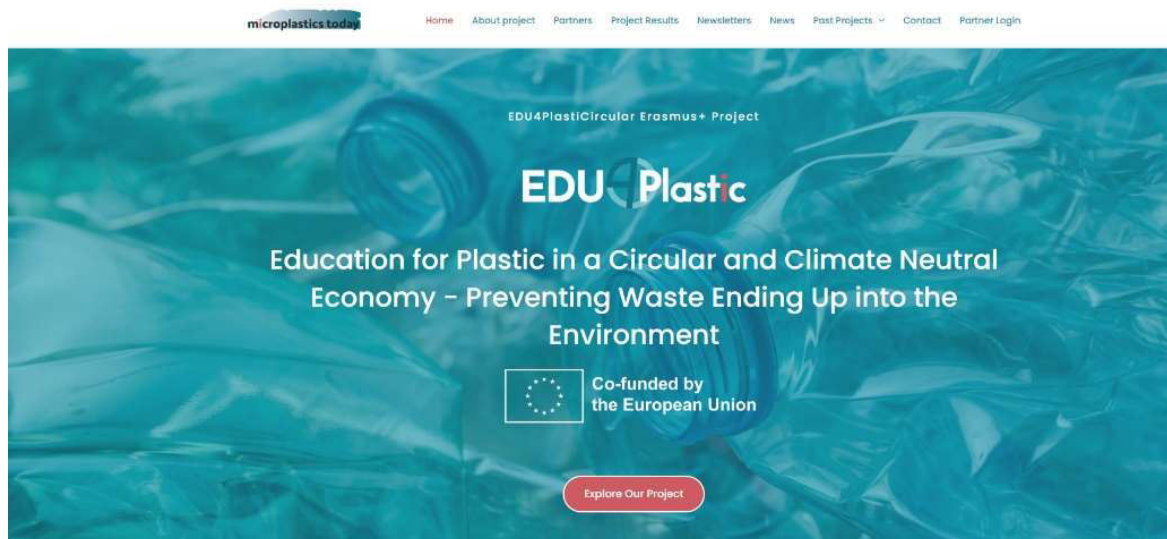 microplastics today
Home About project Partners Project Results Newsletters News Past Projects Contact Partner Login
EDU4PlastiCircular Erasmus+ Project
EDU4Plastic
Education for Plastic in a Circular and Climate Neutral
Economy - Preventing Waste Ending Up into the
Environment
Co-funded by
the European Union
Explore Our Project